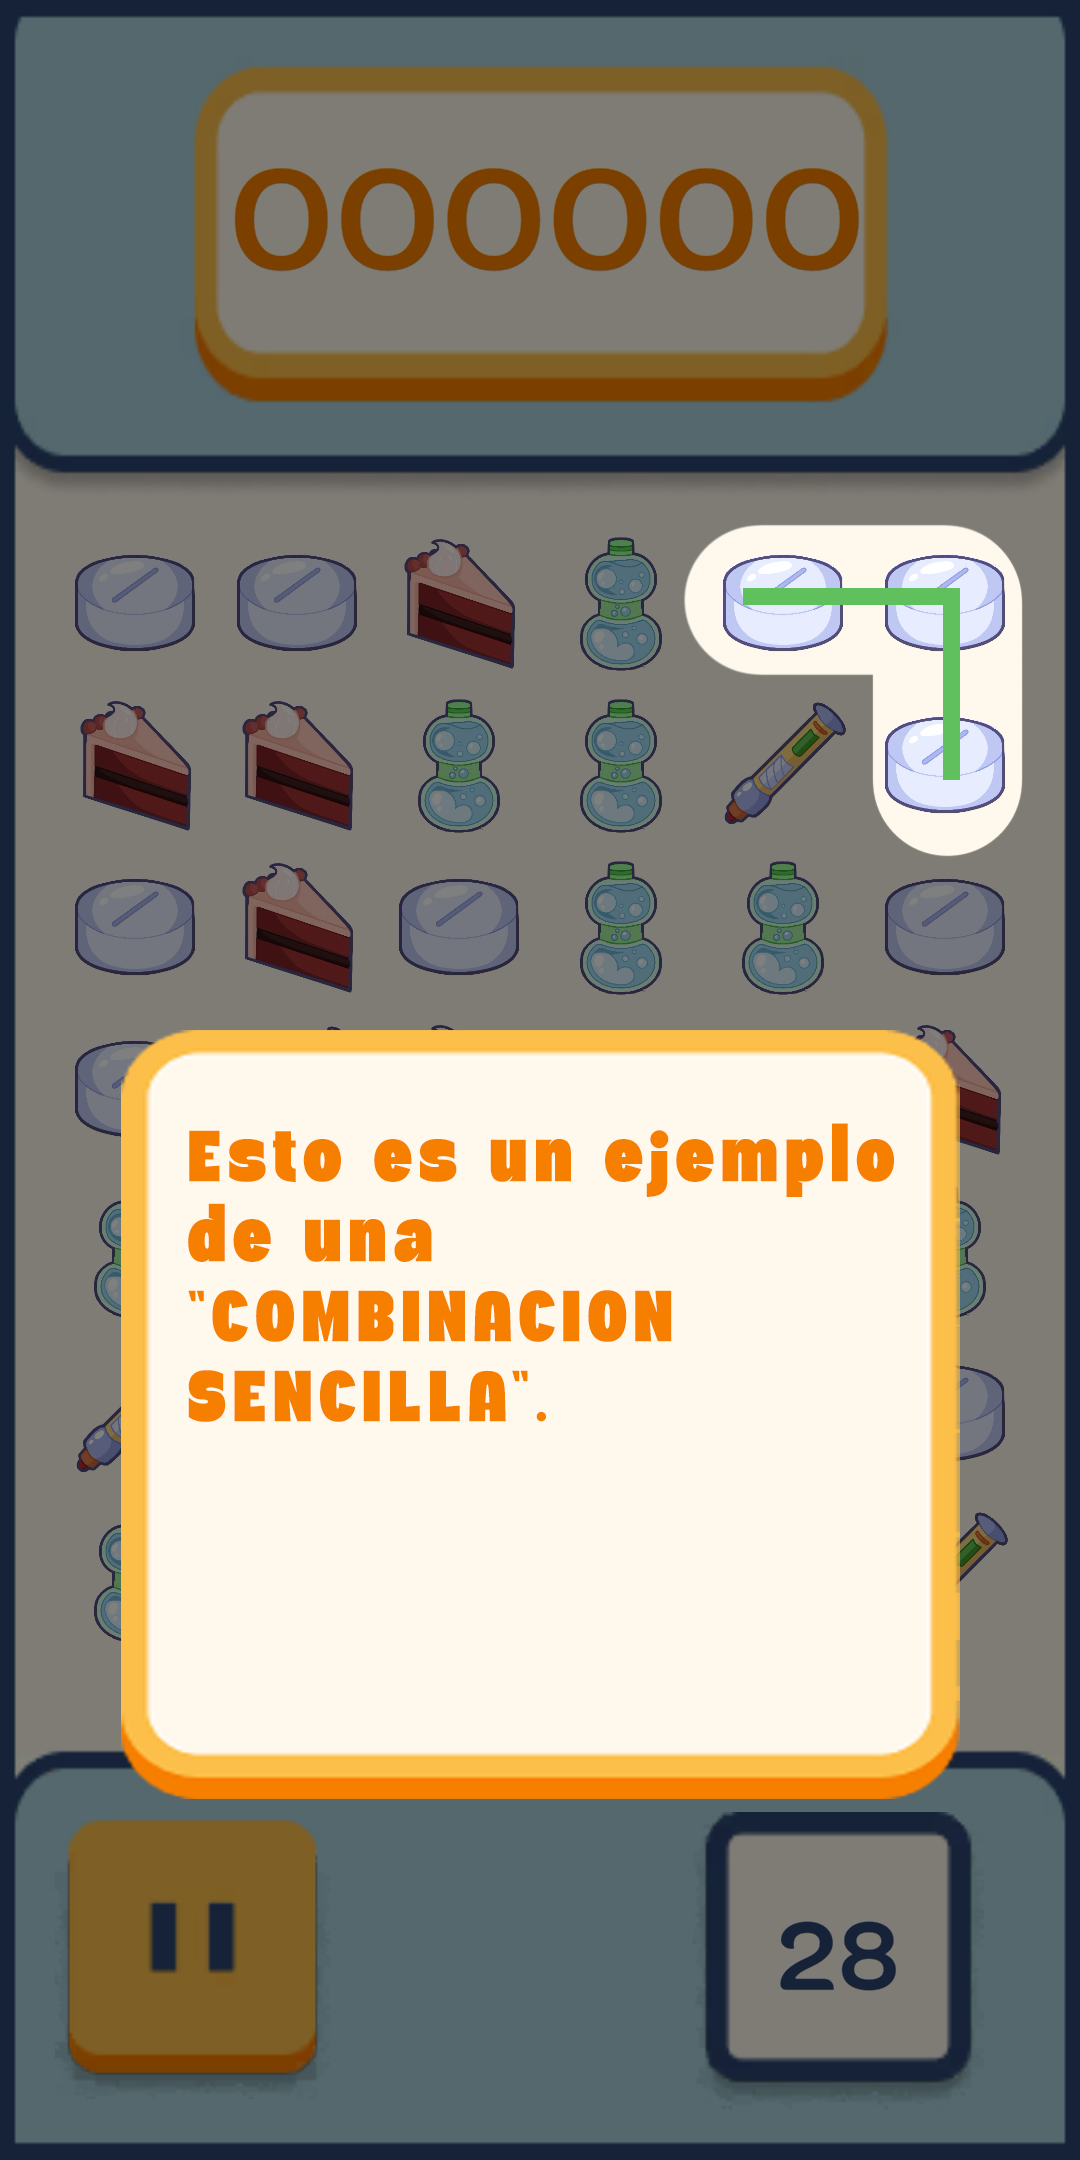 000000
Esto es un ejemplo
de una
"COMBINACION
SENCILLA".
28